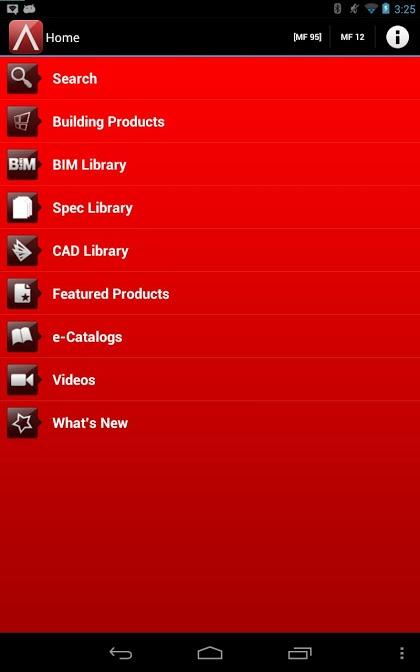 3:25
Home
[MF 95]
MF 12
Search
Building Products
BIM
BIM Library
Spec Library
CAD Library
Featured Products
e-Catalogs
Videos
What's New